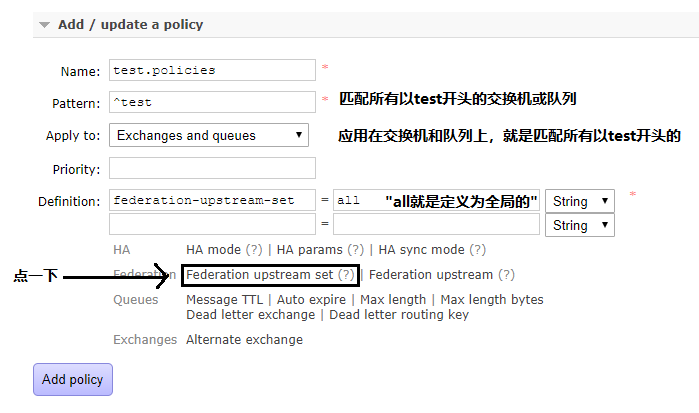 Add / update a policy
Name: test.policies *
Pattern: ^test * 匹配所有以test开头的交换机或队列
Apply to: Exchanges and queues 应用在交换机和队列上，就是匹配所有以test开头的
Priority:
Definition: federation-upstream-set = all "all就是定义为全局的" String *
= String
HA HA mode (?) | HA params (?) | HA sync mode (?)
点一下 Federation Federation upstream set (?) | Federation upstream (?)
Queues Message TTL | Auto expire | Max length | Max length bytes
Dead letter exchange | Dead letter routing key
Exchanges Alternate exchange
Add policy